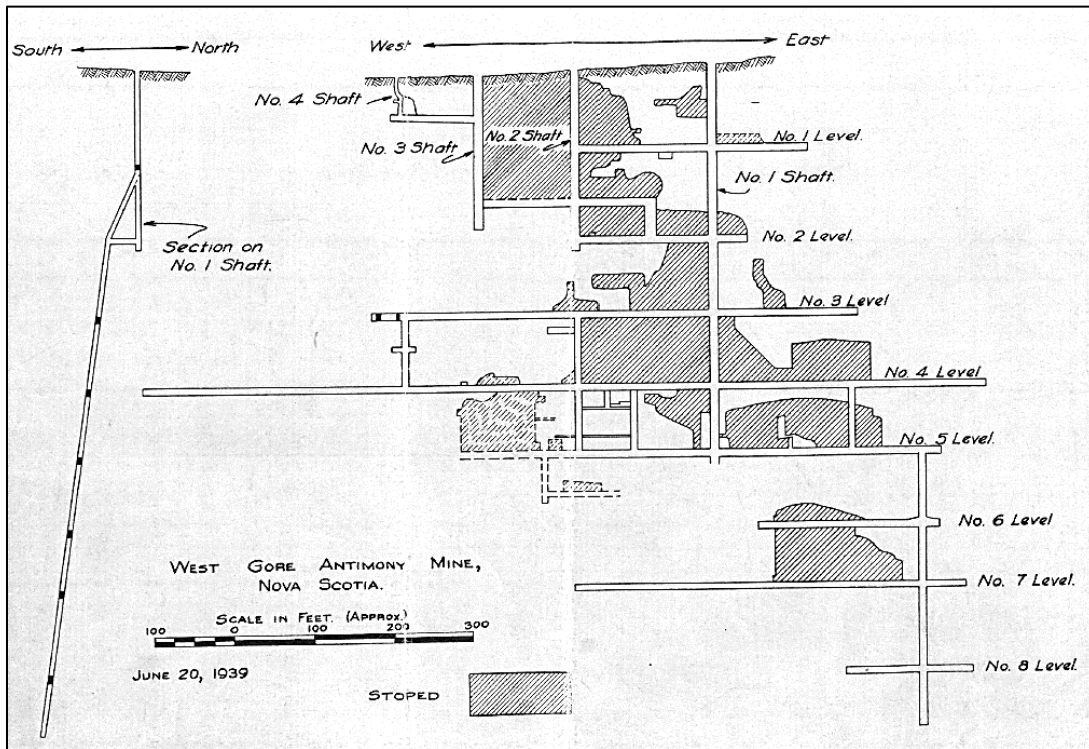 South North
West East
No. 4 Shaft
No. 3 Shaft
No. 2 Shaft
No. 1 Level.
No. 1 Shaft.
Section on
No. 1 Shaft.
No. 2 Level.
No. 3 Level
No. 4 Level
No. 5 Level.
No. 6 Level
No. 7 Level.
No. 8 Level.
WEST GORE ANTIMONY MINE,
NOVA SCOTIA.
SCALE IN FEET. (APPROX.)
100 0 100 200 300
JUNE 20, 1939
STOPED